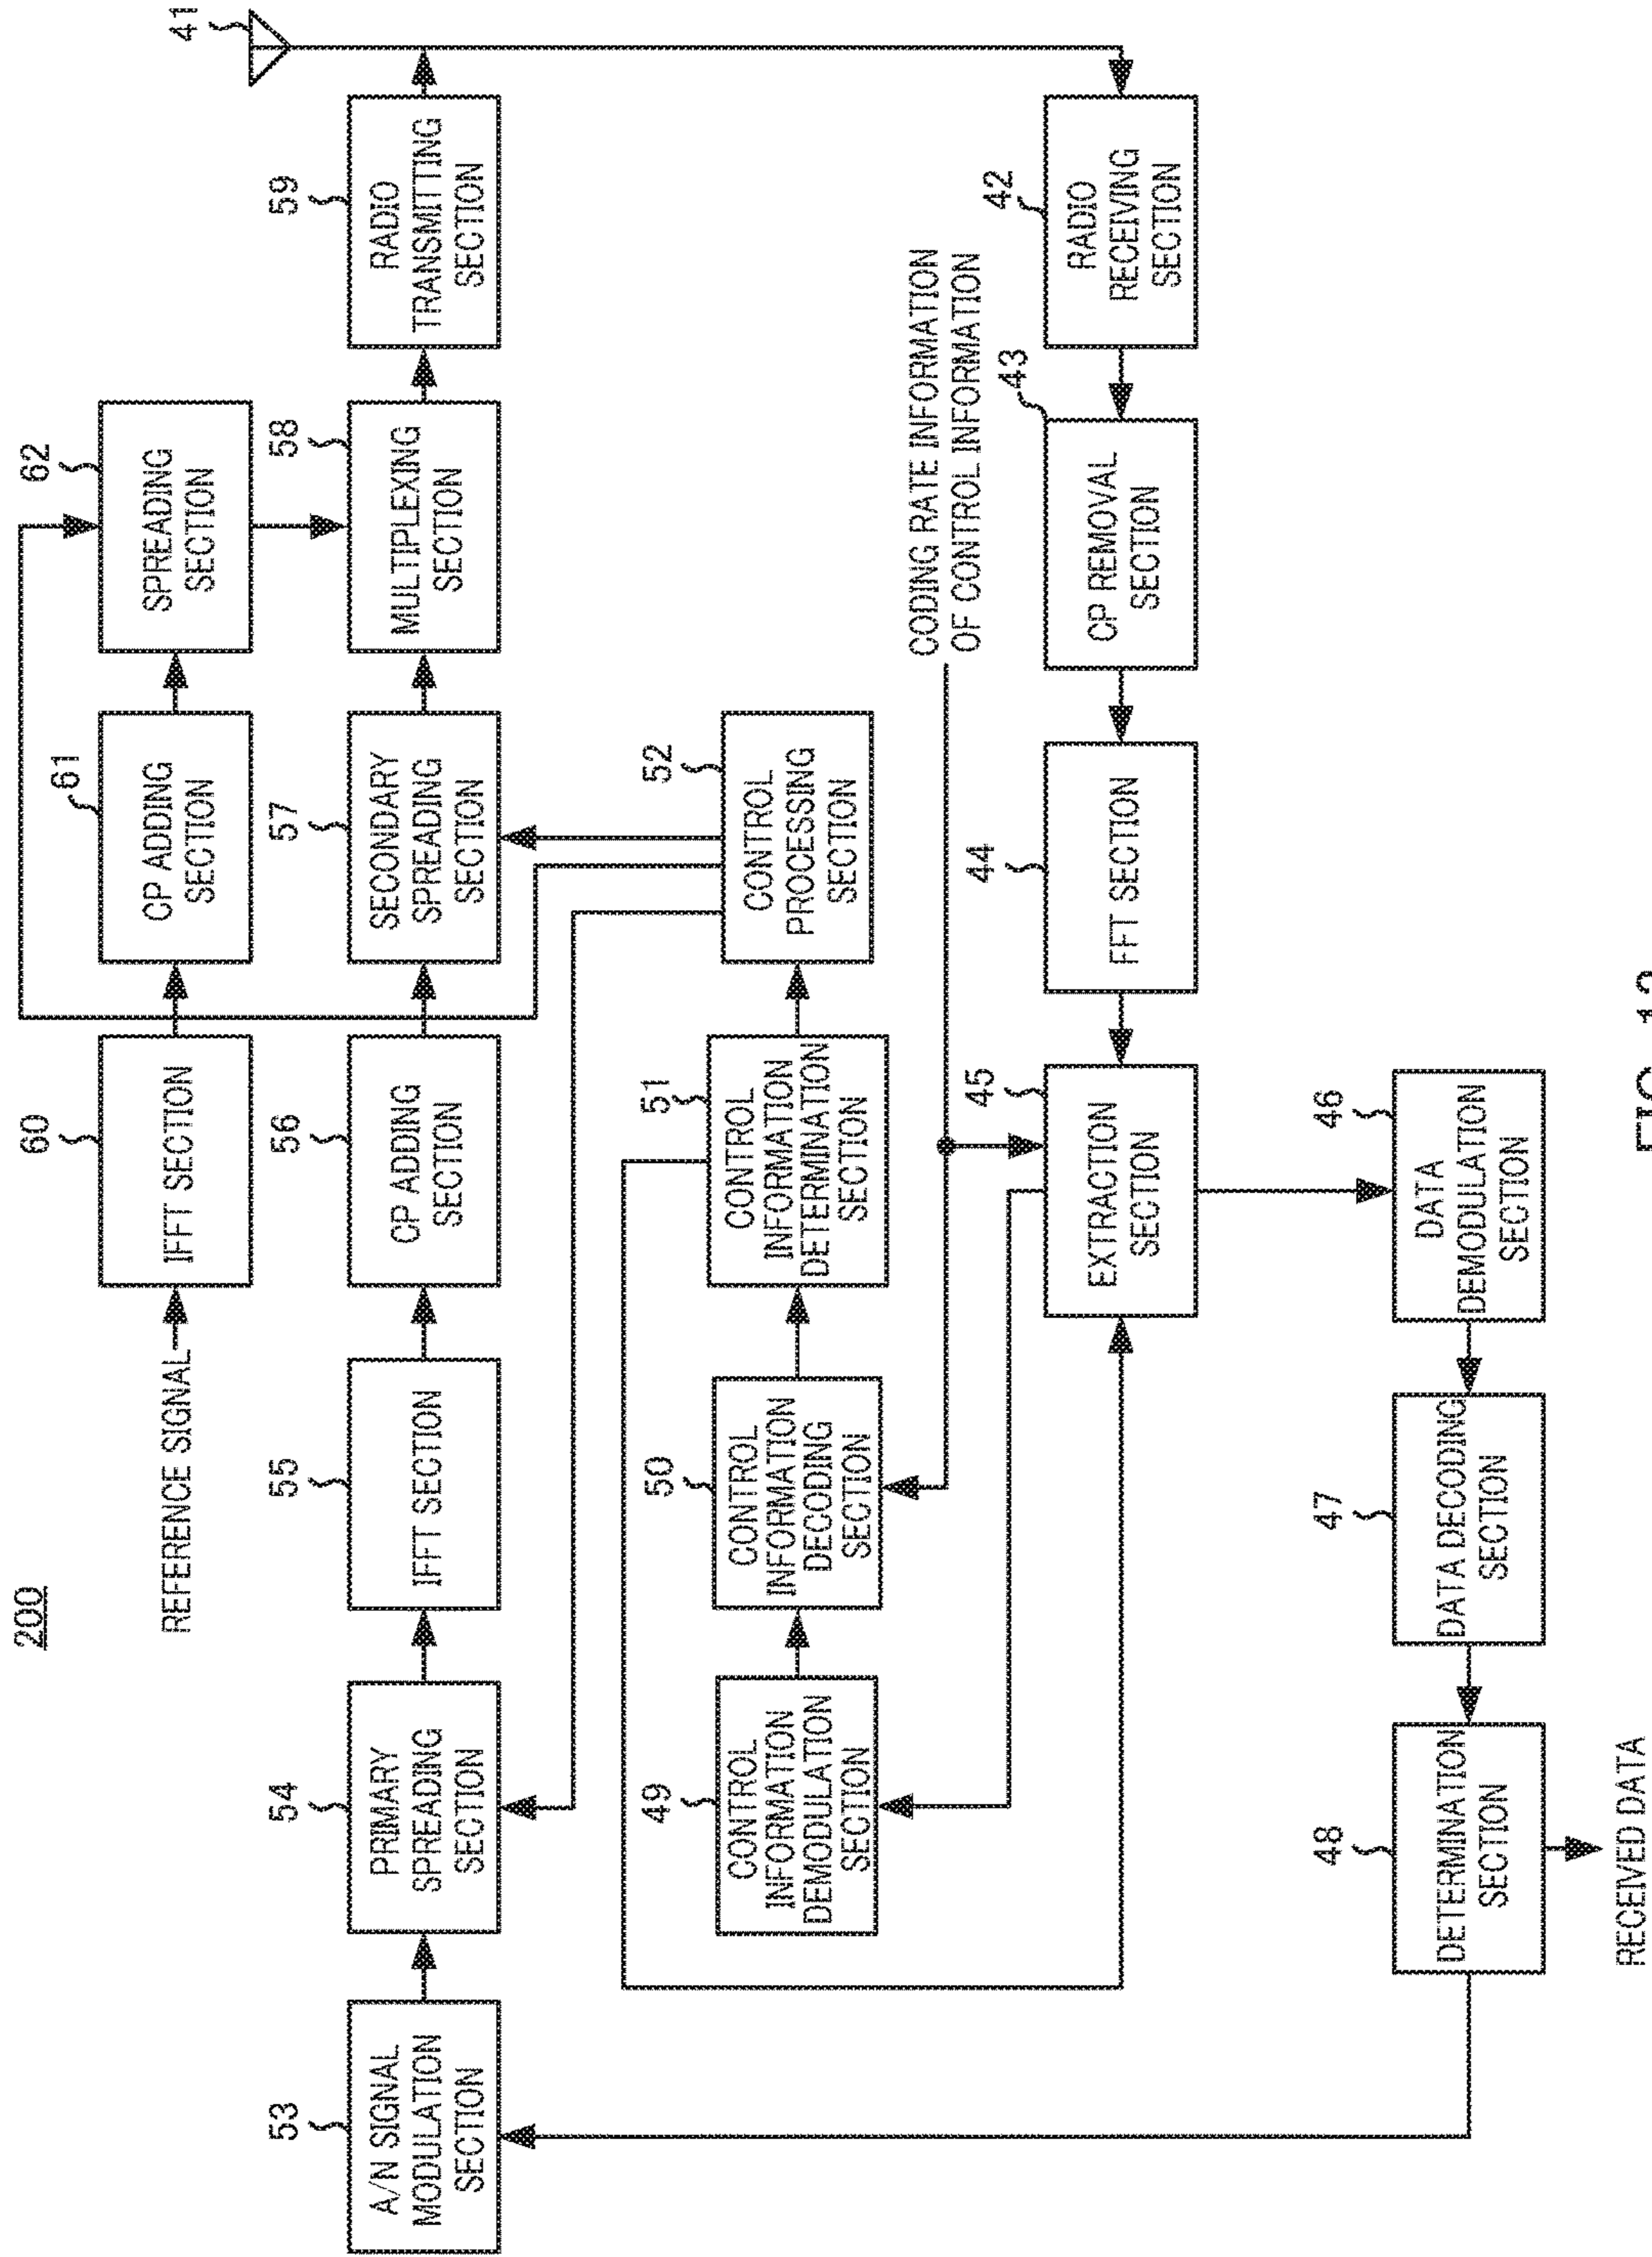 200
60
61
62
REFERENCE SIGNAL
IFFT SECTION
CP ADDING
SECTION
SPREADING
SECTION
41
53
54
55
56
57
58
59
A/N SIGNAL
MODULATION
SECTION
PRIMARY
SPREADING
SECTION
IFFT SECTION
CP ADDING
SECTION
SECONDARY
SPREADING
SECTION
MULTIPLEXING
SECTION
RADIO
TRANSMITTING
SECTION
49
50
51
52
CONTROL
INFORMATION
DEMODULATION
SECTION
CONTROL
INFORMATION
DECODING
SECTION
CONTROL
INFORMATION
DETERMINATION
SECTION
CONTROL
PROCESSING
SECTION
CODING RATE INFORMATION
OF CONTROL INFORMATION
45
44
43
42
EXTRACTION
SECTION
FFT SECTION
CP REMOVAL
SECTION
RADIO
RECEIVING
SECTION
48
47
46
DETERMINATION
SECTION
DATA DECODING
SECTION
DATA
DEMODULATION
SECTION
RECEIVED DATA